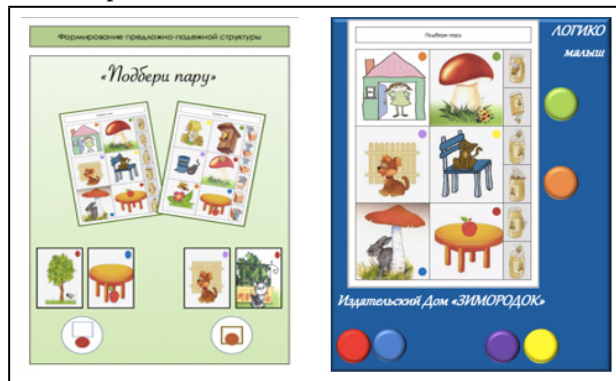 Формирование предложно-падежной структуры
«Подбери пару»
Подбери пару
ЛОГИКО
малыш
Издательский Дом «ЗИМОРОДОК»